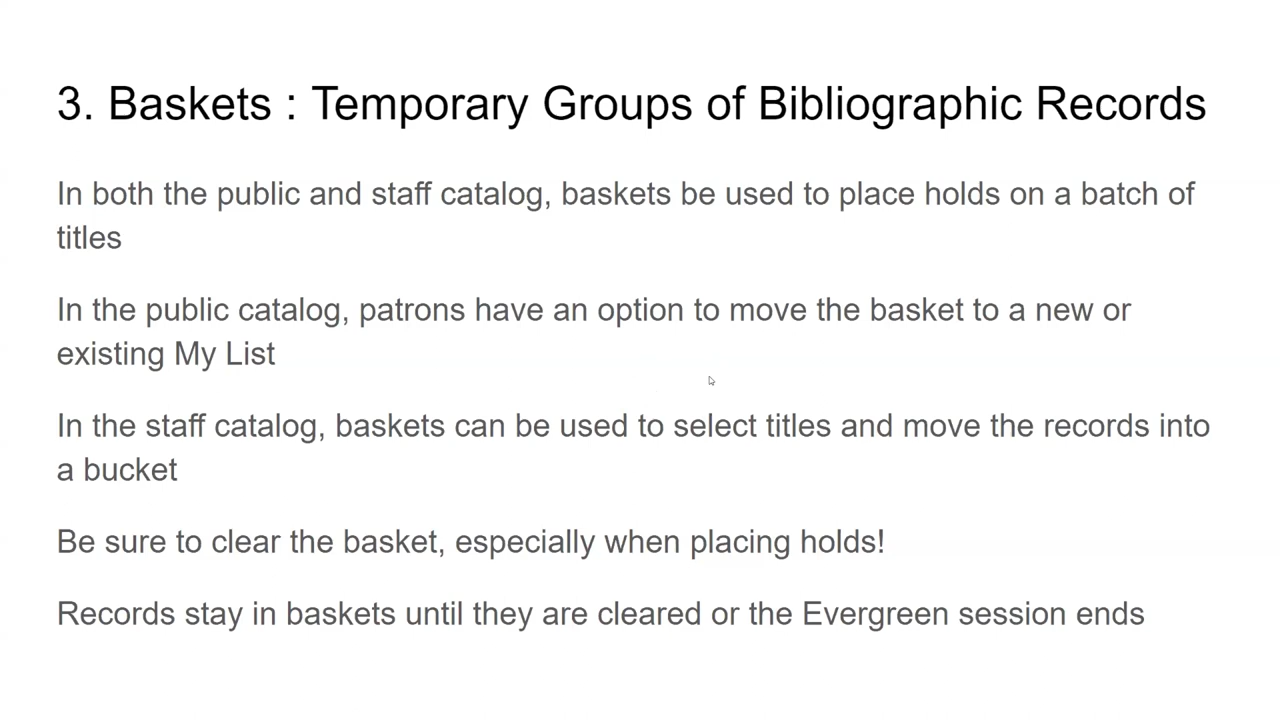 3. Baskets : Temporary Groups of Bibliographic Records
In both the public and staff catalog, baskets be used to place holds on a batch of
titles
In the public catalog, patrons have an option to move the basket to a new or
existing My List
In the staff catalog, baskets can be used to select titles and move the records into
a bucket
Be sure to clear the basket, especially when placing holds!
Records stay in baskets until they are cleared or the Evergreen session ends